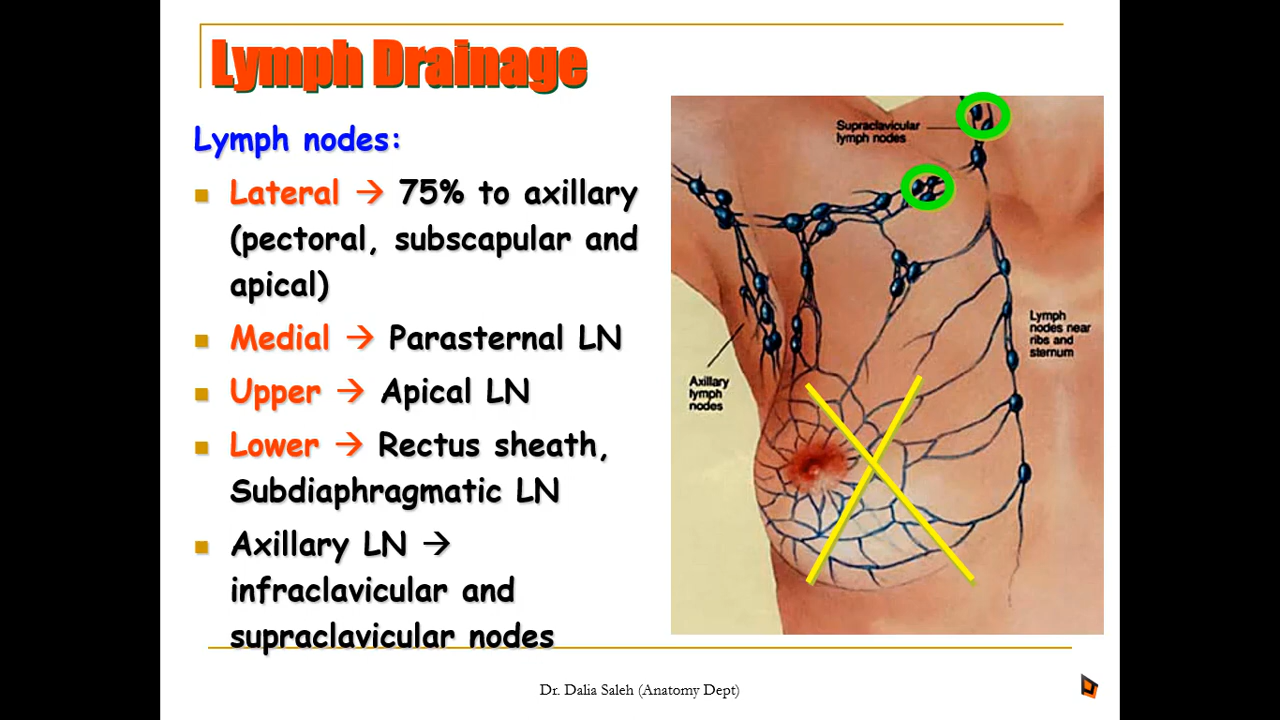 Lymph Drainage
Lymph nodes:
Lateral → 75% to axillary
(pectoral, subscapular and
apical)
Medial → Parasternal LN
Upper → Apical LN
Lower → Rectus sheath,
Subdiaphragmatic LN
Axillary LN →
infraclavicular and
supraclavicular nodes
Supraclavicular
lymph nodes
Lymph
nodes near
ribs and
sternum
Axillary
lymph
nodes
Dr. Dalia Saleh (Anatomy Dept)